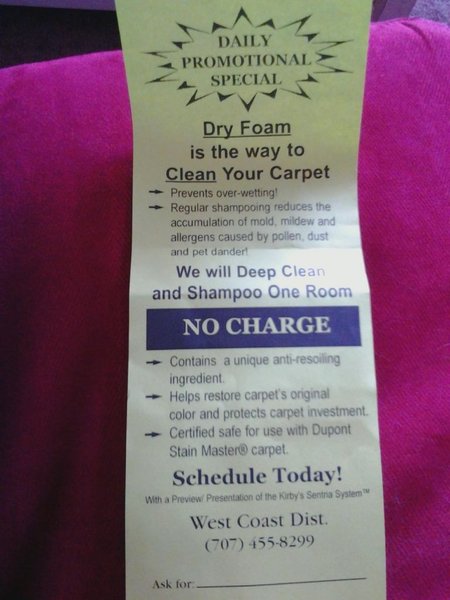 DAILY
PROMOTIONAL
SPECIAL
Dry Foam
is the way to
Clean Your Carpet
Prevents over-wetting!
Regular shampooing reduces the
accumulation of mold, mildew and
allergens caused by pollen, dust
and pet dander!
We will Deep Clean
and Shampoo One Room
NO CHARGE
Contains a unique anti-resoiling
ingredient.
Helps restore carpet's original
color and protects carpet investment.
Certified safe for use with Dupont
Stain Master® carpet.
Schedule Today!
With a Preview/ Presentation of the Kirby's Sentria System™
West Coast Dist.
(707) 455-8299
Ask for: